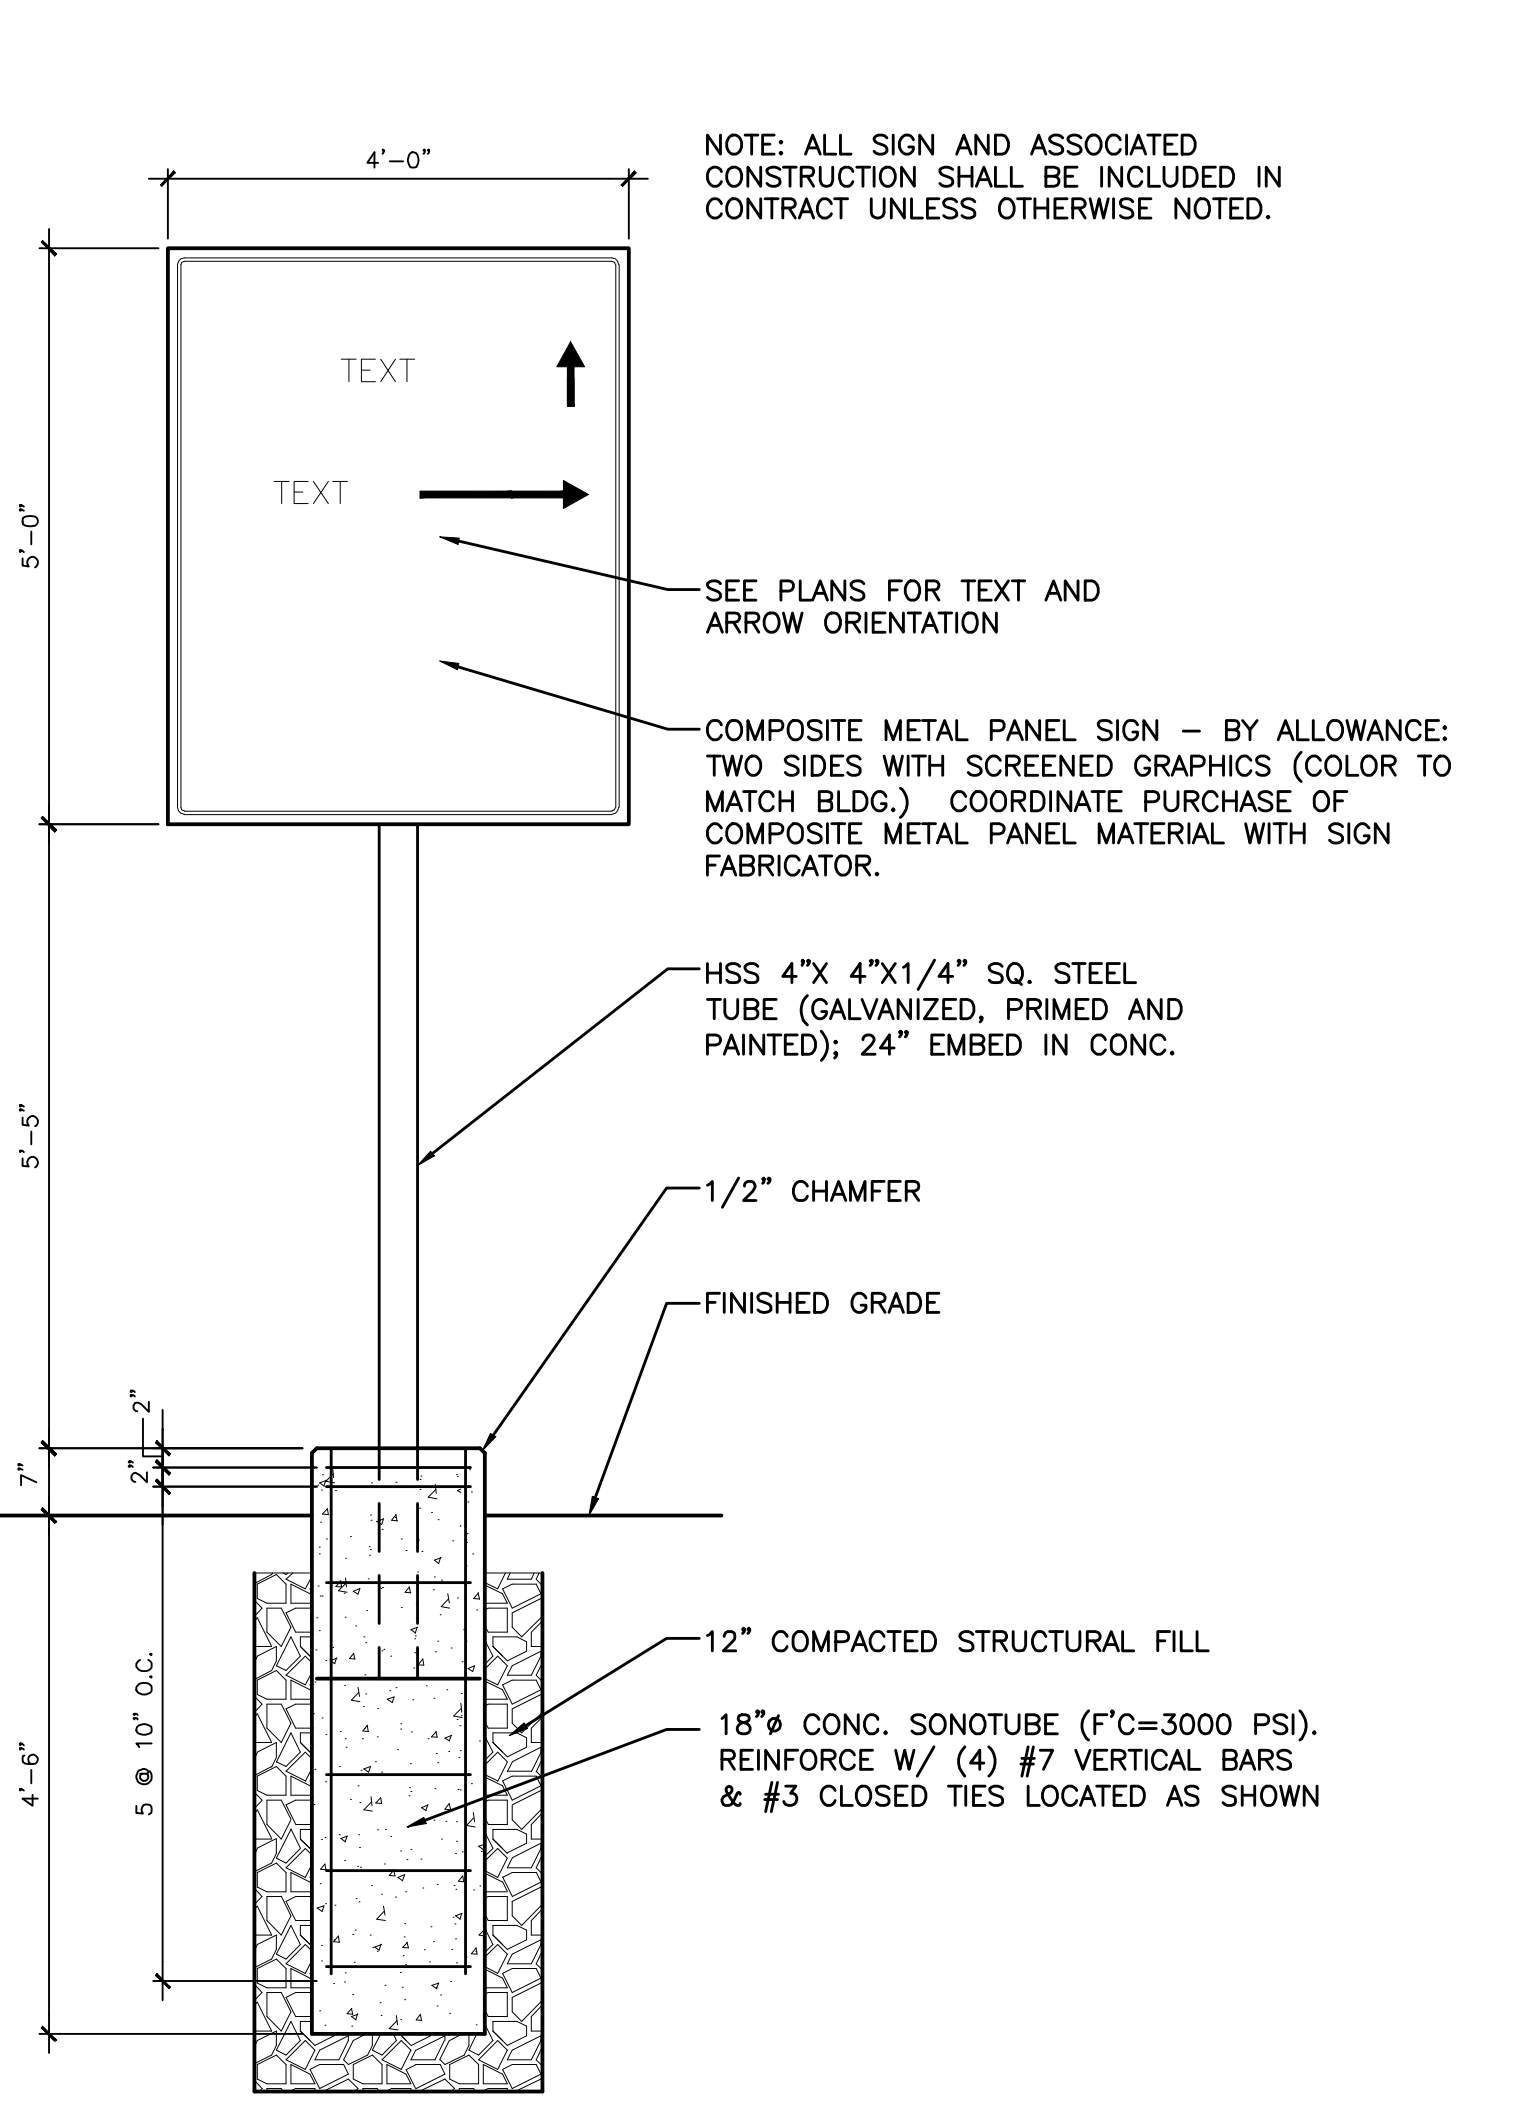 4'-0"
NOTE: ALL SIGN AND ASSOCIATED
CONSTRUCTION SHALL BE INCLUDED IN
CONTRACT UNLESS OTHERWISE NOTED.
TEXT
TEXT
5'-0"
SEE PLANS FOR TEXT AND
ARROW ORIENTATION
COMPOSITE METAL PANEL SIGN – BY ALLOWANCE:
TWO SIDES WITH SCREENED GRAPHICS (COLOR TO
MATCH BLDG.) COORDINATE PURCHASE OF
COMPOSITE METAL PANEL MATERIAL WITH SIGN
FABRICATOR.
HSS 4"X 4"X1/4" SQ. STEEL
TUBE (GALVANIZED, PRIMED AND
PAINTED); 24" EMBED IN CONC.
5'-5"
1/2" CHAMFER
FINISHED GRADE
2"
2"
7"
12" COMPACTED STRUCTURAL FILL
5 @ 10" O.C.
4'-6"
18"ø CONC. SONOTUBE (F'C=3000 PSI).
REINFORCE W/ (4) #7 VERTICAL BARS
& #3 CLOSED TIES LOCATED AS SHOWN